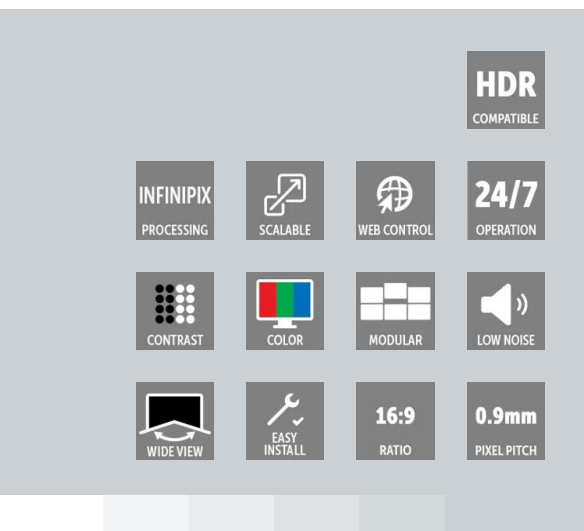 HDR
COMPATIBLE
INFINIPIX
PROCESSING
SCALABLE
WEB CONTROL
24/7
OPERATION
CONTRAST
COLOR
MODULAR
LOW NOISE
WIDE VIEW
EASY
INSTALL
16:9
RATIO
0.9mm
PIXEL PITCH